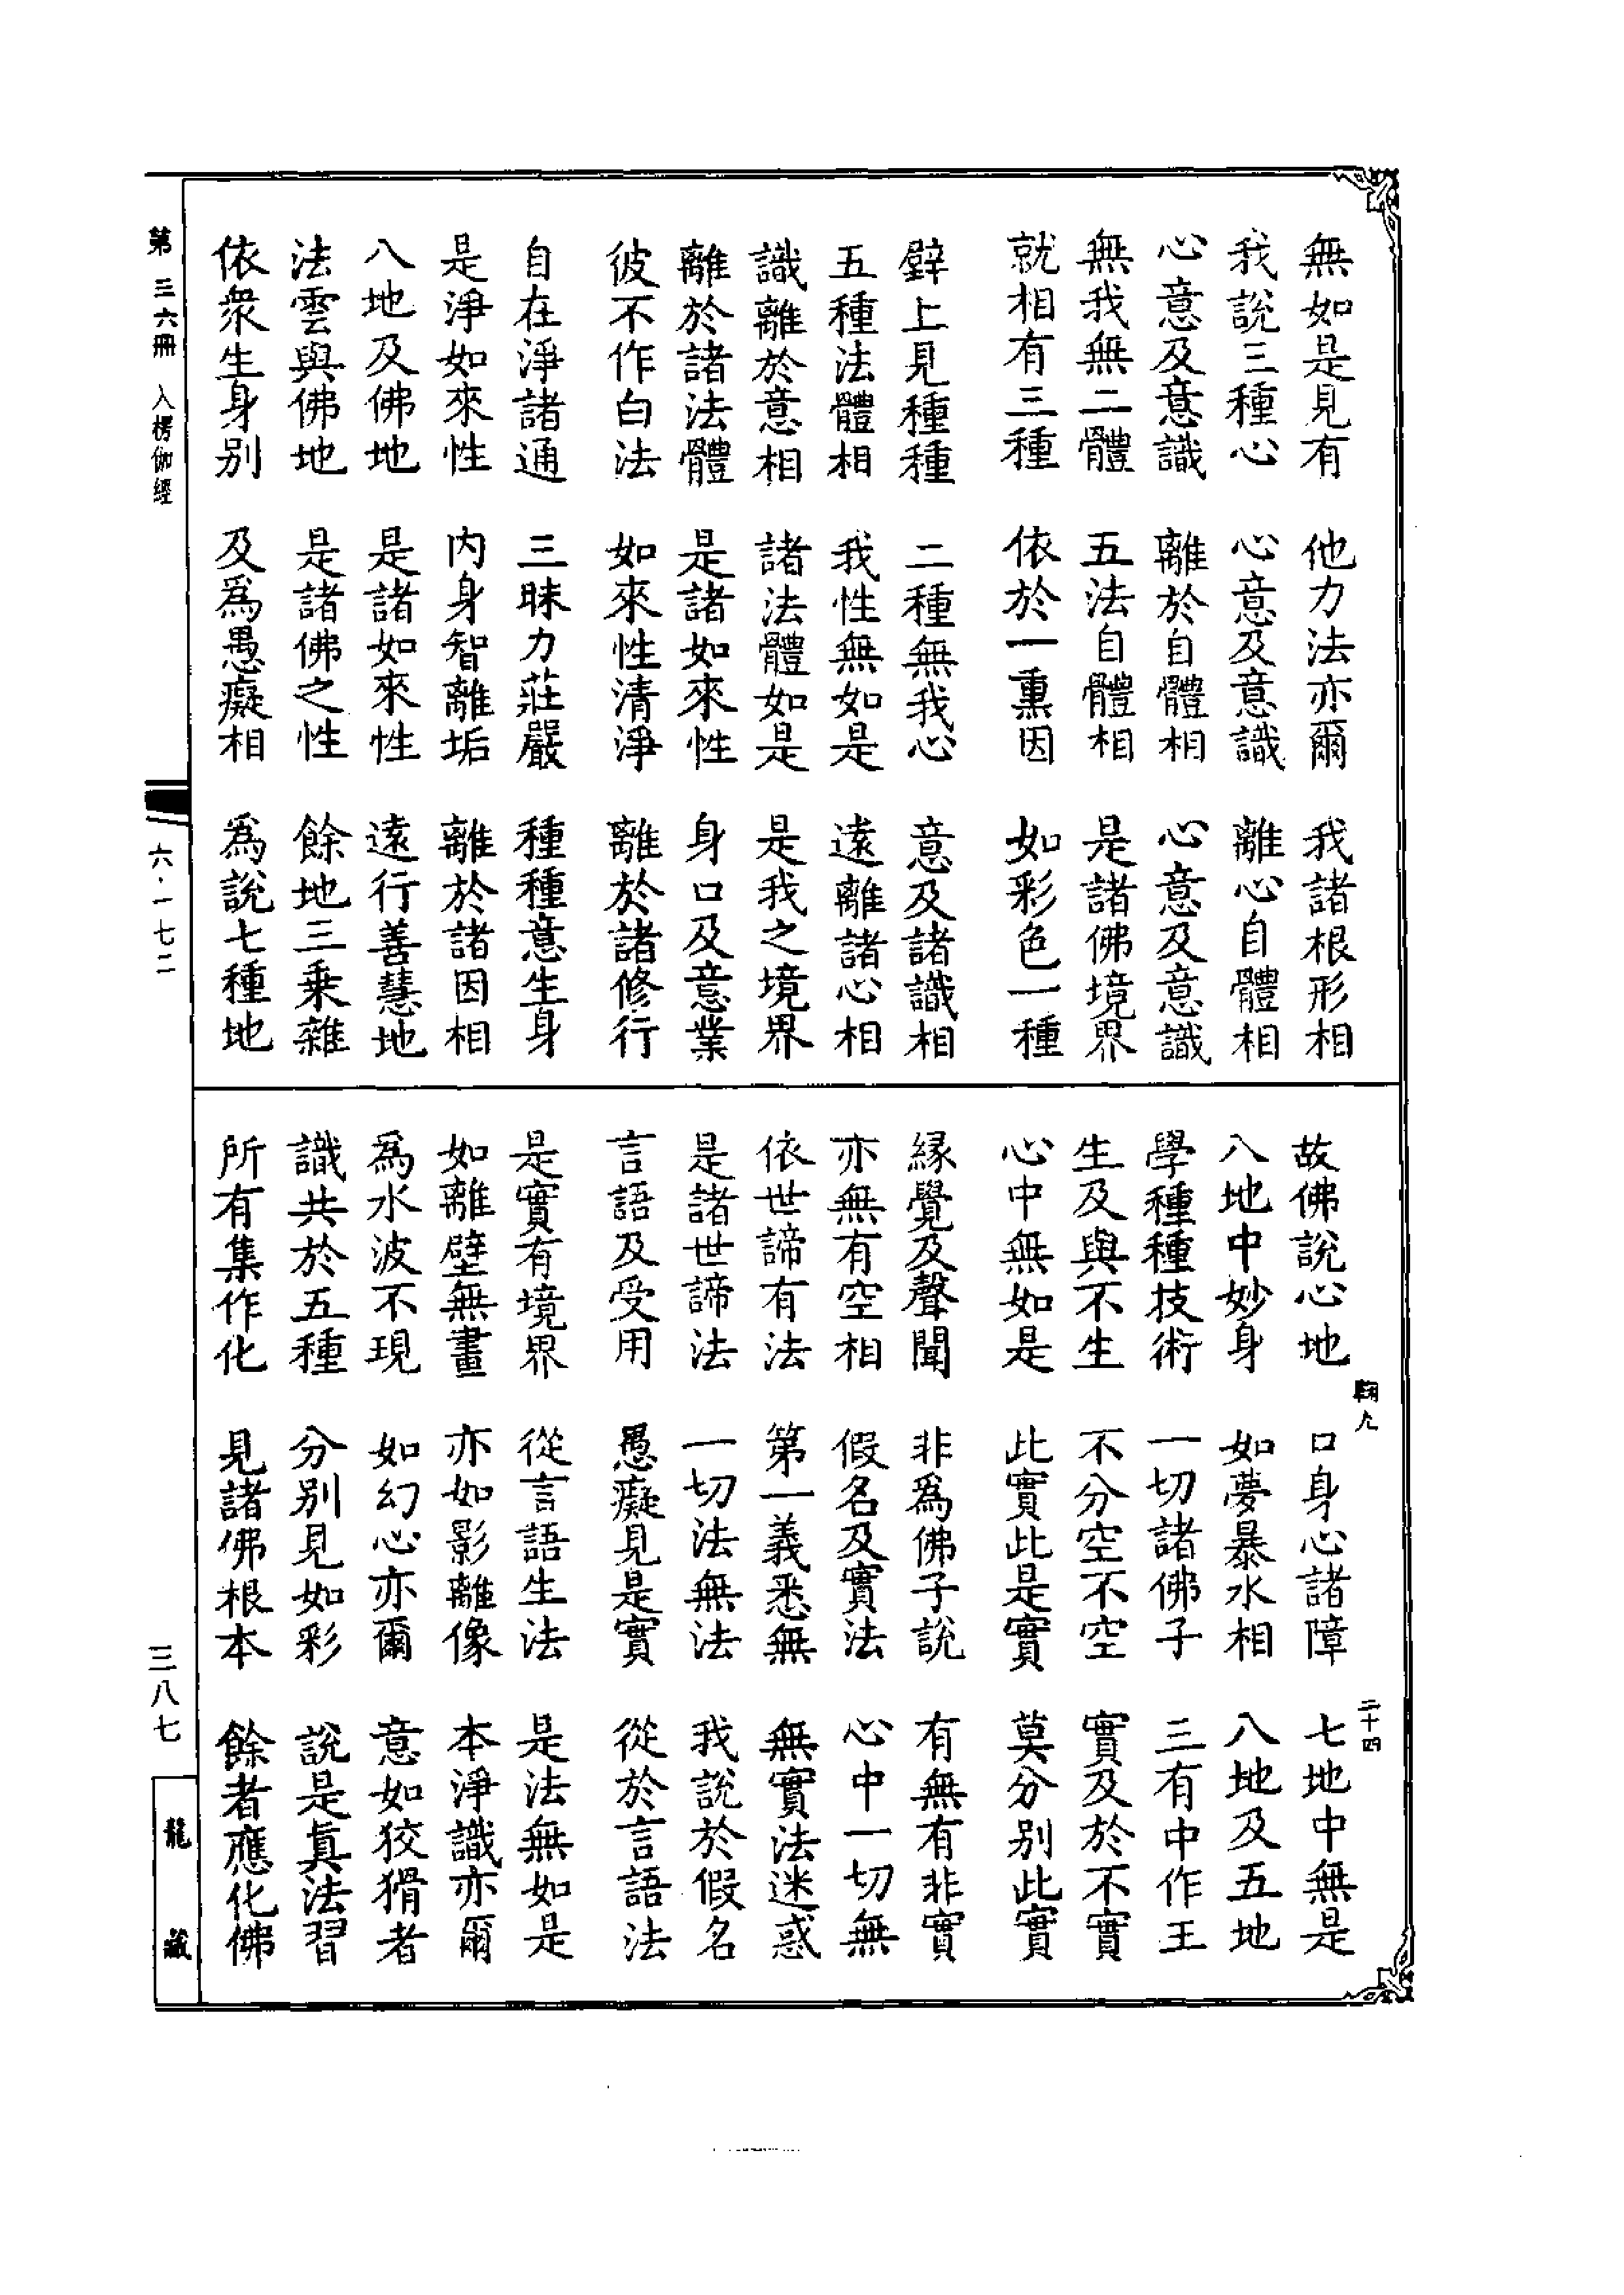 無如是見有　他力法亦爾　我諸根形相
我說三種心　心意及意識　離心自體相
心意及意識　離於自體相　心意及意識
無我無二體　五法自體相　是諸佛境界
就相有三種　依於一熏因　如彩色一種
壁上見種種　二種無我心　意及諸識相
五種法體相　我性無如是　遠離諸心相
識離於意相　諸法體如是　是我之境界
離於諸法體　是諸如來性　身口及意業
彼不作白法　如來性清淨　離於諸修行
自在淨諸通　三昧力莊嚴　種種意生身
是淨如來性　內身智離垢　離於諸因相
八地及佛地　是諸如來性　遠行善慧地
法雲與佛地　是諸佛之性　餘地三乘雜
依衆生身別　及爲愚癡相　爲說七種地
故佛說心地　口身心諸障　七地中無是
八地中妙身　如夢暴水相　八地及五地
學種種技術　一切諸佛子　三有中作王
生及與不生　不分空不空　實及於不實
心中無如是　此實此是實　莫分別此實
緣覺及聲聞　非爲佛子說　有無有非實
亦無有空相　假名及實法　心中一切無
依世諦有法　第一義悉無　無實法迷惑
是諸世諦法　一切法無法　我說於假名
言語及受用　愚癡見是實　從於言語法
是實有境界　從言語生法　是法無如是
如離壁無畫　亦如影離像　本淨識亦爾
爲水波不現　如幻心亦爾　意如狡猾者
識共於五種　分別見如彩　說是眞法習
所有集作化　見諸佛根本　餘者應化佛
二十四
第三六冊　入楞伽經
六·一七二
三八七
龍藏